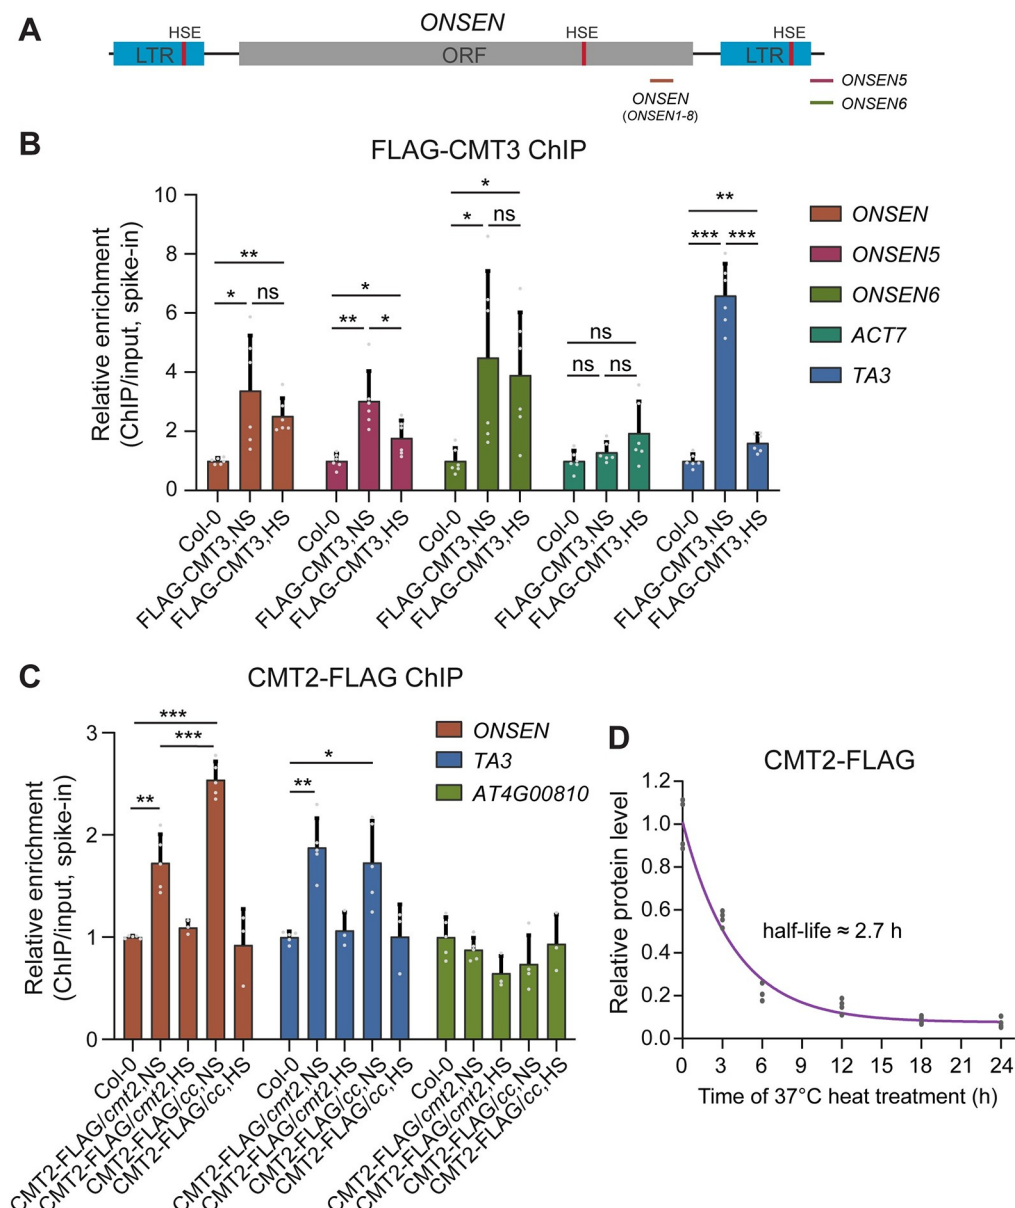 A
ONSEN
HSE
HSE
HSE
LTR
ORF
LTR
ONSEN
(ONSEN1-8)
ONSEN5
ONSEN6
B
FLAG-CMT3 ChIP
Relative enrichment
(ChIP/input, spike-in)
10
8
6
4
2
0
**
*
ns
*
**
*
*
*
ns
ns
ns
ns
**
***
***
ONSEN
ONSEN5
ONSEN6
ACT7
TA3
Col-0
FLAG-CMT3,NS
FLAG-CMT3,HS
Col-0
FLAG-CMT3,NS
FLAG-CMT3,HS
Col-0
FLAG-CMT3,NS
FLAG-CMT3,HS
Col-0
FLAG-CMT3,NS
FLAG-CMT3,HS
Col-0
FLAG-CMT3,NS
FLAG-CMT3,HS
C
CMT2-FLAG ChIP
Relative enrichment
(ChIP/input, spike-in)
3
2
1
0
***
***
**
*
**
ONSEN
TA3
AT4G00810
Col-0
CMT2-FLAG/cmt2,NS
CMT2-FLAG/cmt2,HS
CMT2-FLAG/cc,NS
CMT2-FLAG/cc,HS
Col-0
CMT2-FLAG/cmt2,NS
CMT2-FLAG/cmt2,HS
CMT2-FLAG/cc,NS
CMT2-FLAG/cc,HS
Col-0
CMT2-FLAG/cmt2,NS
CMT2-FLAG/cmt2,HS
CMT2-FLAG/cc,NS
CMT2-FLAG/cc,HS
D
CMT2-FLAG
Relative protein level
1.2
1.0
0.8
0.6
0.4
0.2
0.0
half-life ≈ 2.7 h
0 3 6 9 12 15 18 21 24
Time of 37°C heat treatment (h)